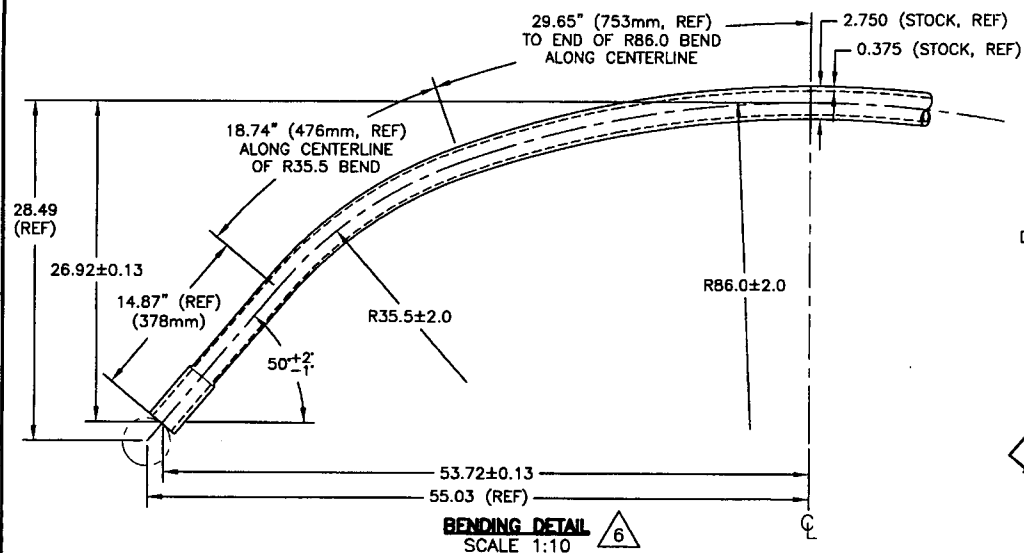 29.65" (753mm, REF)
TO END OF R86.0 BEND
ALONG CENTERLINE
2.750 (STOCK, REF)
0.375 (STOCK, REF)
18.74" (476mm, REF)
ALONG CENTERLINE
OF R35.5 BEND
28.49
(REF)
26.92±0.13
14.87" (REF)
(378mm)
R35.5±2.0
R86.0±2.0
50°+2°
-1°
53.72±0.13
55.03 (REF)
BENDING DETAIL
6
SCALE 1:10
CL